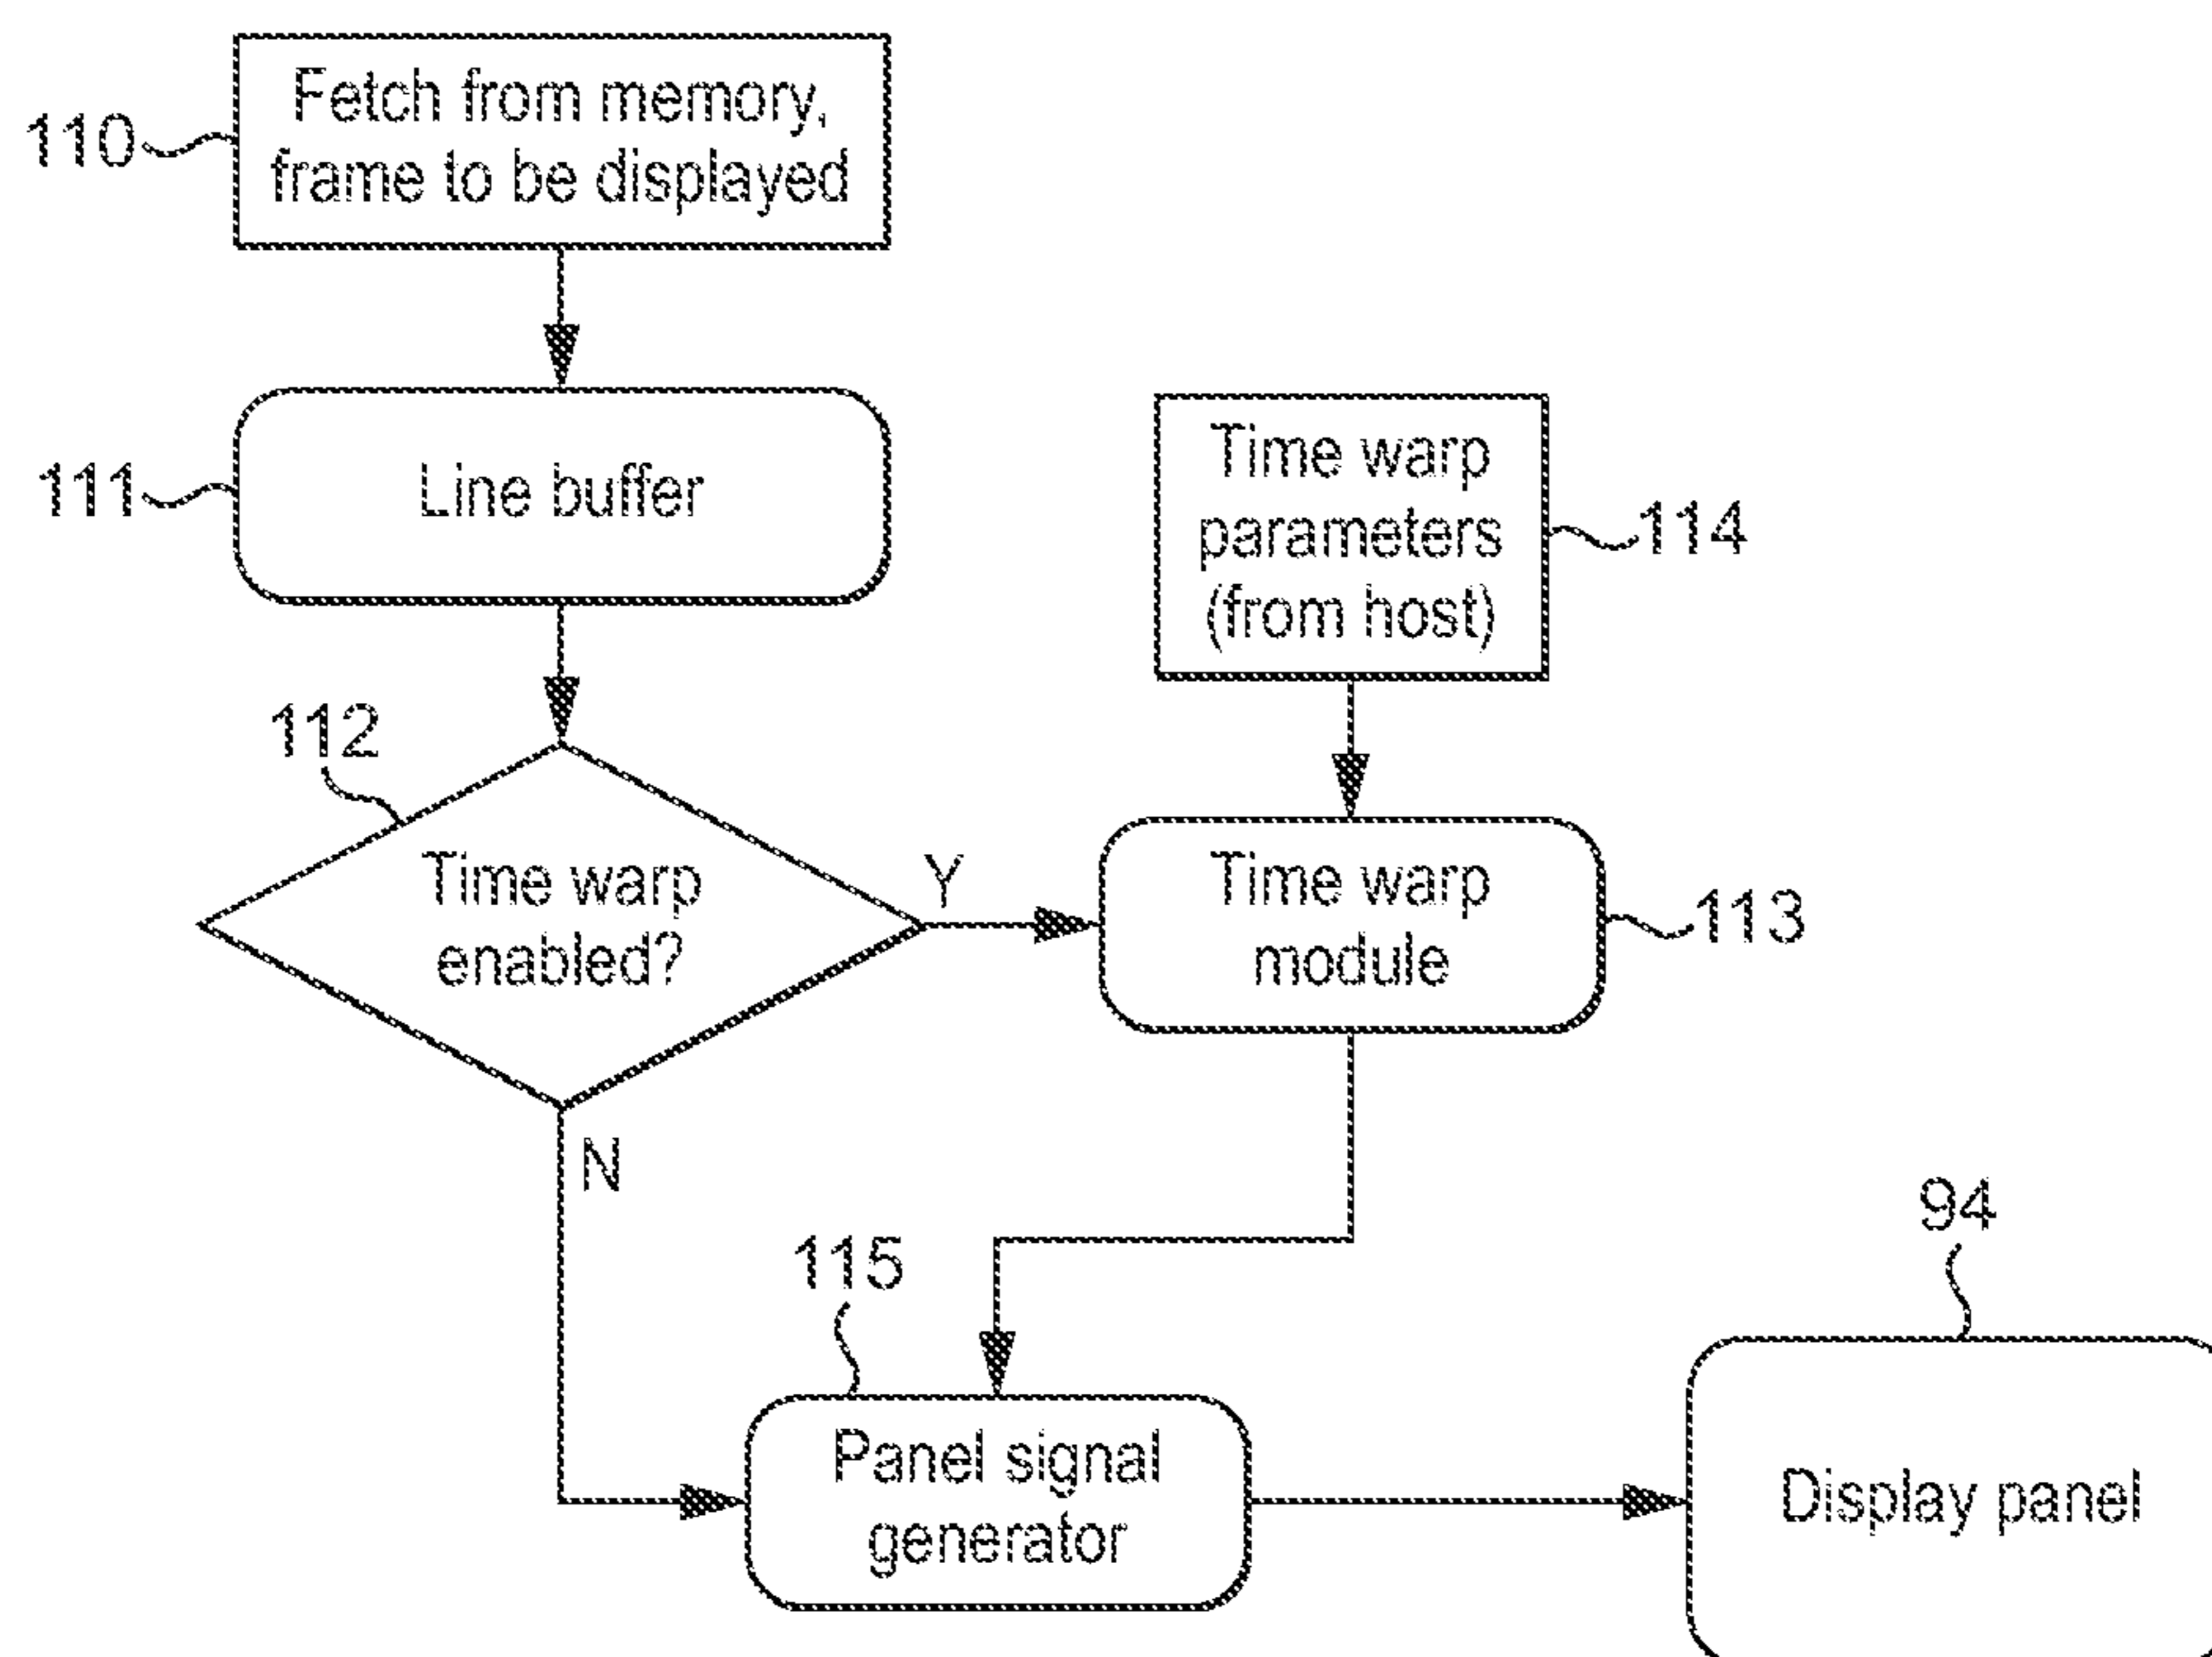 110
Fetch from memory,
frame to be displayed
111
Line buffer
Time warp
parameters
(from host)
114
112
Time warp
enabled?
Y
Time warp
module
113
N
115
Panel signal
generator
94
Display panel